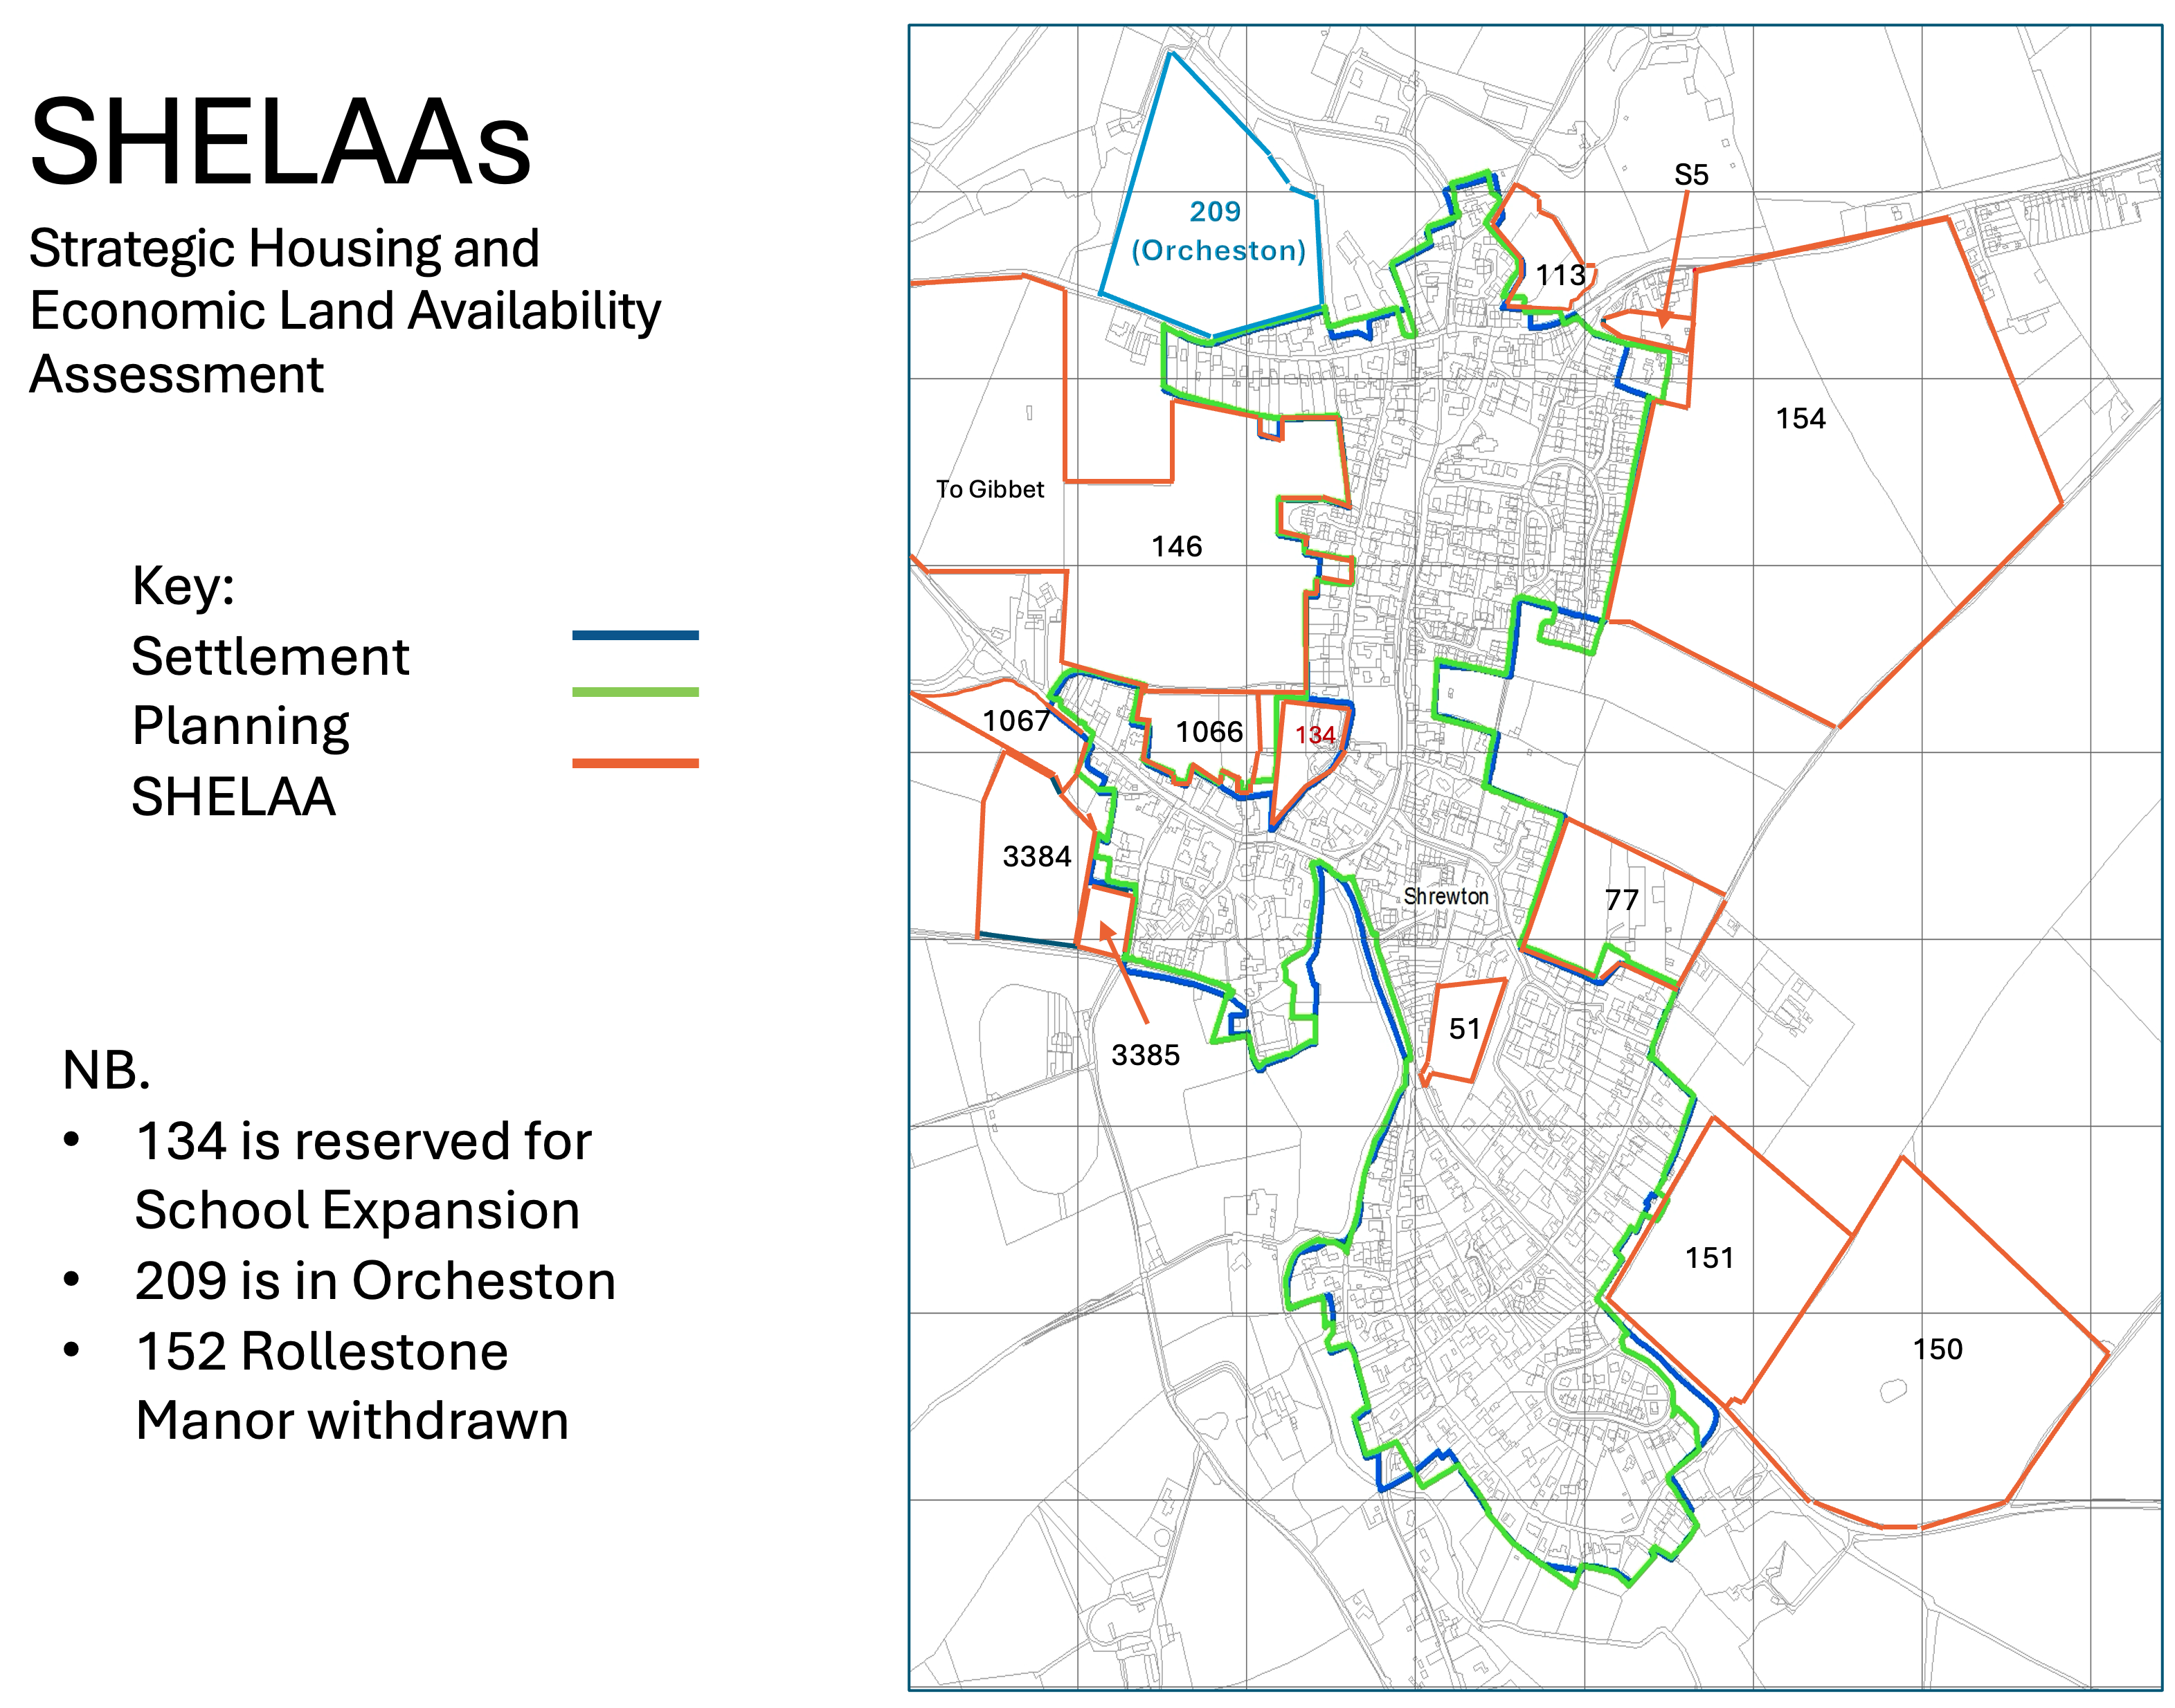 SHELAAs
Strategic Housing and
Economic Land Availability
Assessment
Key:
Settlement
Planning
SHELAA
NB.
• 134 is reserved for
School Expansion
• 209 is in Orcheston
• 152 Rollestone
Manor withdrawn
S5
209
(Orcheston)
113
154
To Gibbet
146
1067
1066
134
3384
Shrewton
77
51
3385
151
150